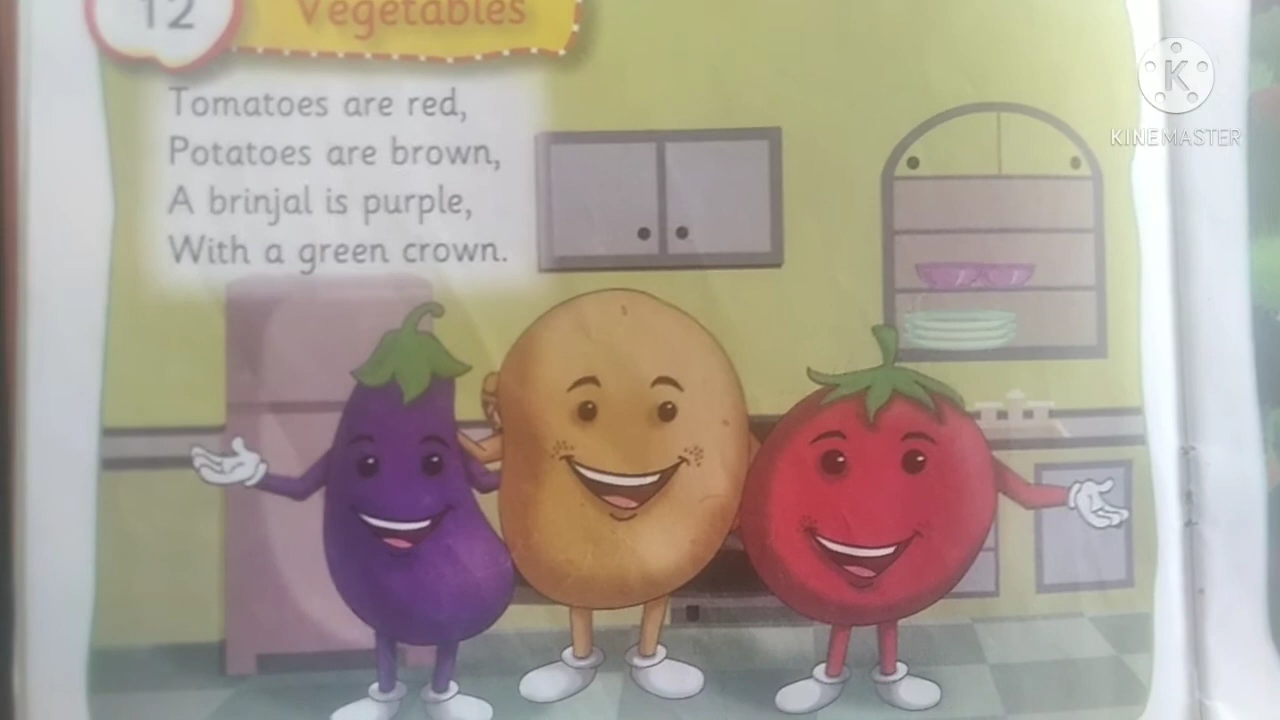 12
Vegetables
K
KINEMASTER
Tomatoes are red,
Potatoes are brown,
A brinjal is purple,
With a green crown.